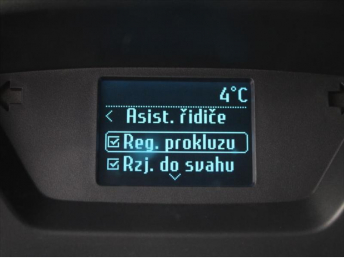 4°C
< Asist. řidiče
Reg. prokluzu
Rzj. do svahu